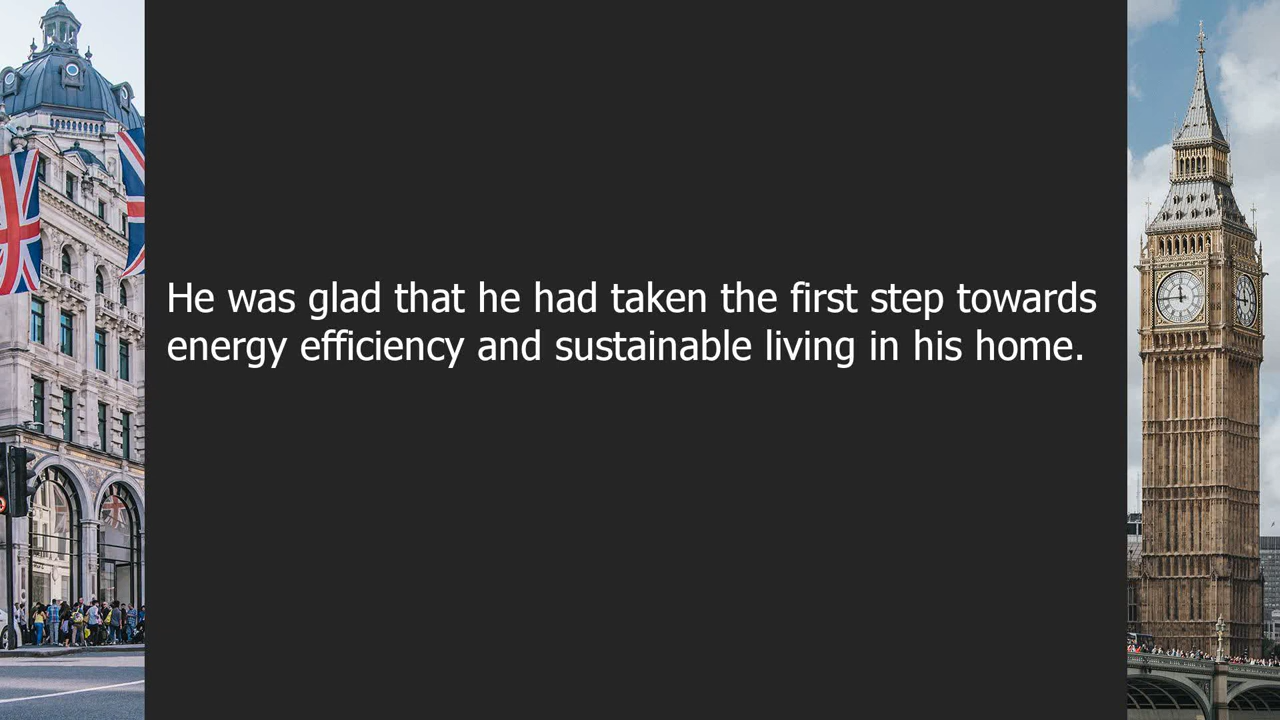 He was glad that he had taken the first step towards
energy efficiency and sustainable living in his home.